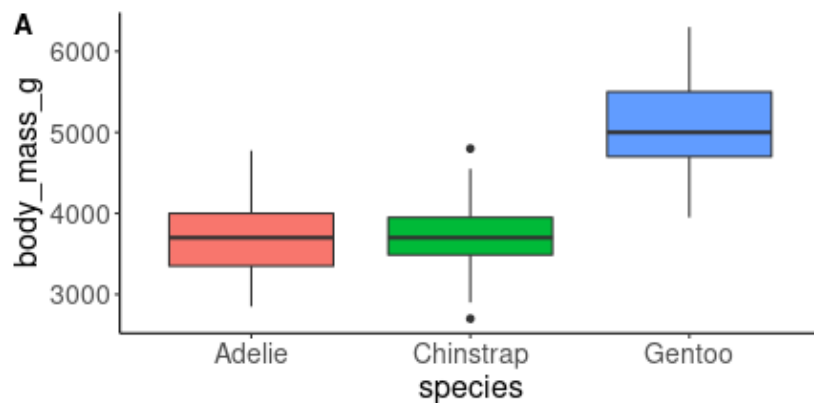 A
body_mass_g
6000
5000
4000
3000
Adelie Chinstrap Gentoo
species